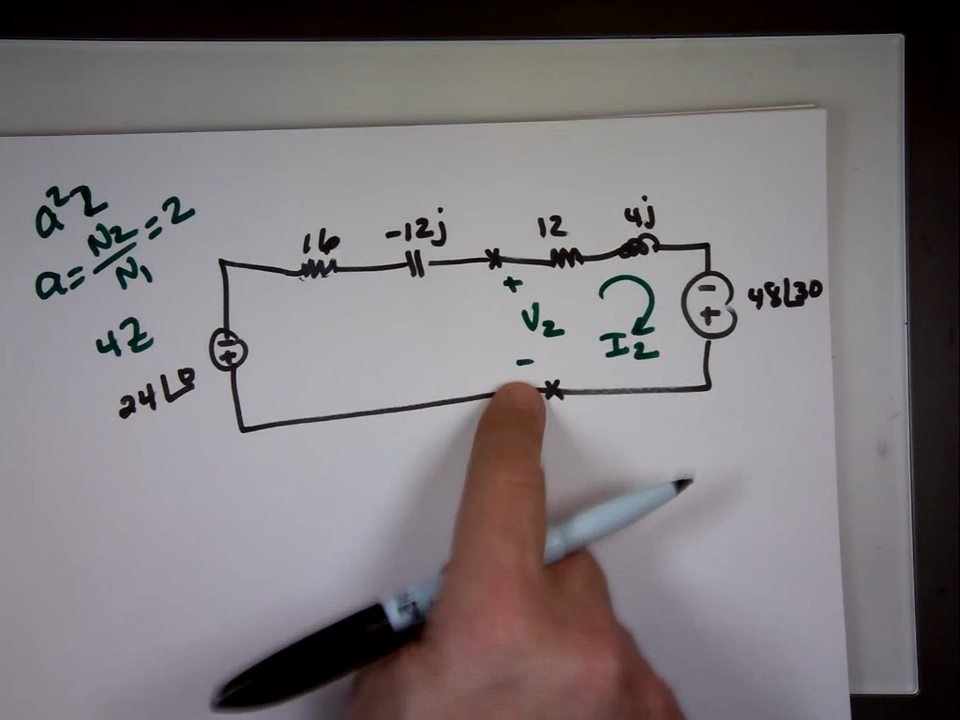 a²Z
a = N₂/N₁ = 2
4Z
16
-12j
12
4j
+
V₂
-
I₂
-
+
48∠30
-
+
24∠0